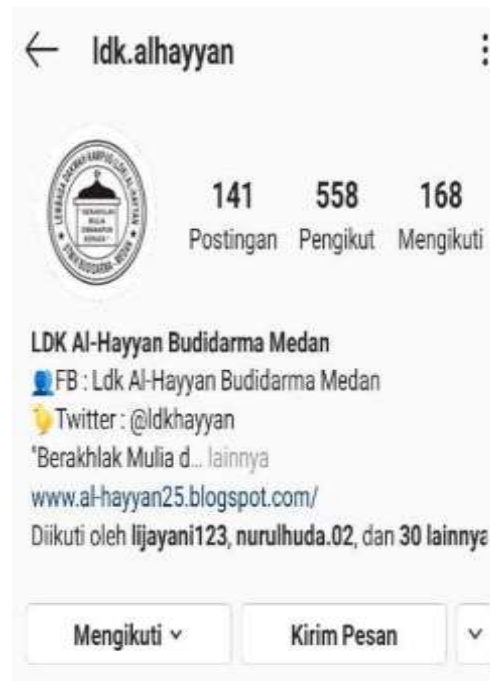 ldk.alhayyan
141 558 168
Postingan Pengikut Mengikuti
LDK Al-Hayyan Budidarma Medan
FB : Ldk Al-Hayyan Budidarma Medan
Twitter : @ldkhayyan
"Berakhlak Mulia d... lainnya
www.al-hayyan25.blogspot.com/
Diikuti oleh lijayani123, nurulhuda.02, dan 30 lainnya
Mengikuti Kirim Pesan